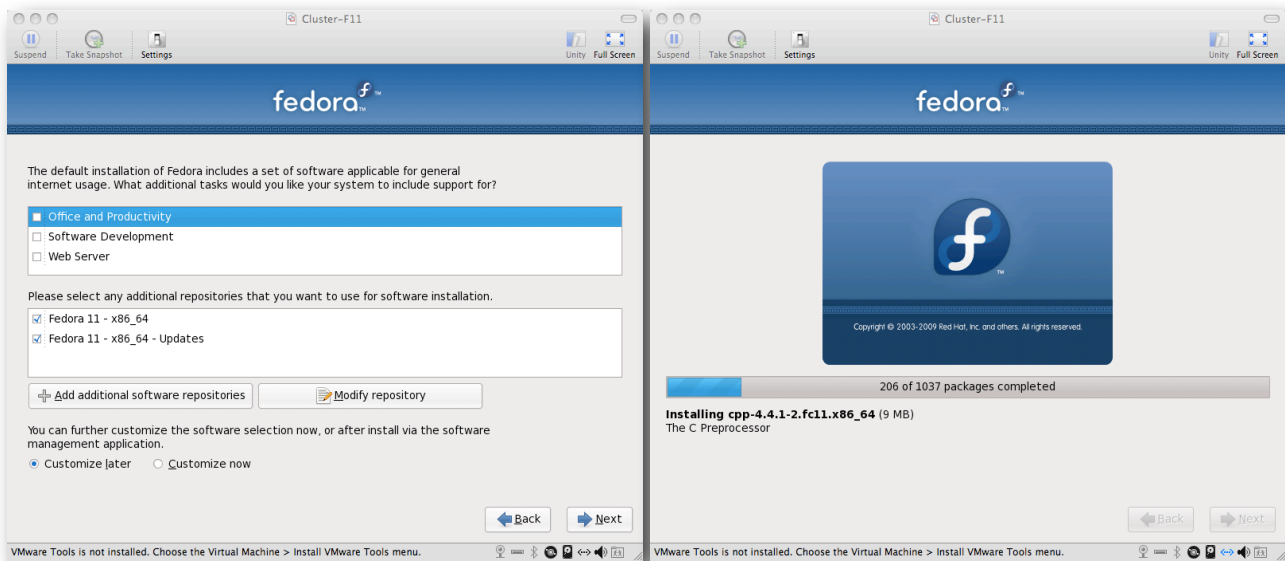 Cluster-F11
Suspend
Take Snapshot
Settings
Unity
Full Screen
fedora f ™
™
The default installation of Fedora includes a set of software applicable for general
internet usage. What additional tasks would you like your system to include support for?
Office and Productivity
Software Development
Web Server
Please select any additional repositories that you want to use for software installation.
Fedora 11 - x86_64
Fedora 11 - x86_64 - Updates
Add additional software repositories
Modify repository
You can further customize the software selection now, or after install via the software
management application.
Customize later
Customize now
Back
Next
VMware Tools is not installed. Choose the Virtual Machine > Install VMware Tools menu.
Cluster-F11
Suspend
Take Snapshot
Settings
Unity
Full Screen
fedora f ™
™
f
™
Copyright © 2003-2009 Red Hat, Inc. and others. All rights reserved.
206 of 1037 packages completed
Installing cpp-4.4.1-2.fc11.x86_64 (9 MB)
The C Preprocessor
Back
Next
VMware Tools is not installed. Choose the Virtual Machine > Install VMware Tools menu.